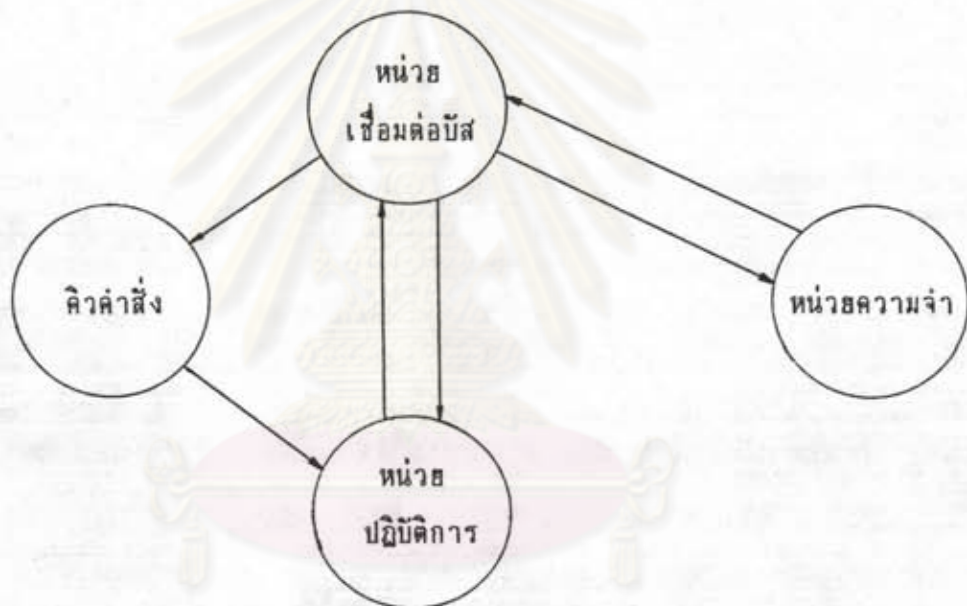 หน่วย
เชื่อมต่อบัส
คิวคำสั่ง
หน่วยความจำ
หน่วย
ปฏิบัติการ